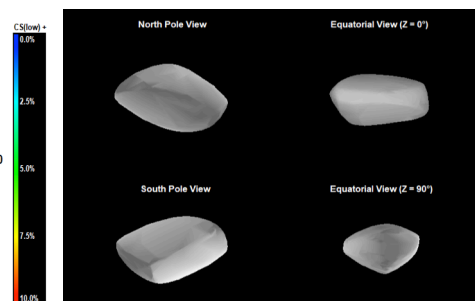 CS(low) +
0.0%
2.5%
5.0%
7.5%
10.0%
North Pole View
Equatorial View (Z = 0°)
South Pole View
Equatorial View (Z = 90°)